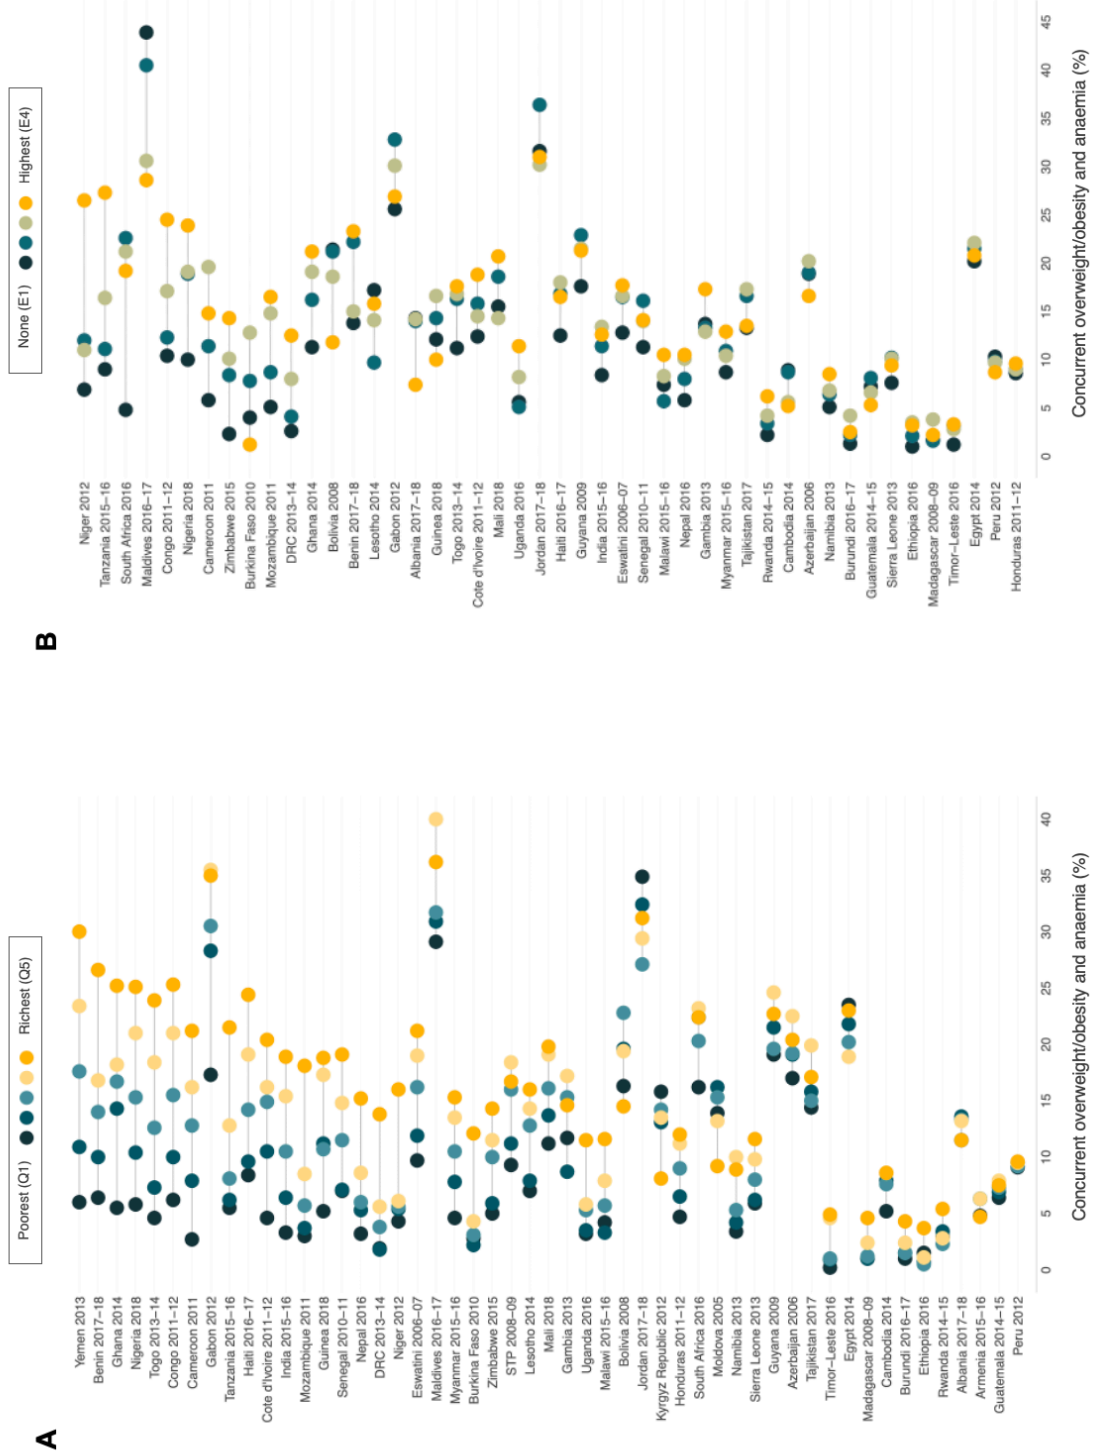 A
Poorest (Q1) Richest (Q5)
Yemen 2013
Benin 2017–18
Ghana 2014
Nigeria 2018
Togo 2013–14
Congo 2011–12
Cameroon 2011
Gabon 2012
Tanzania 2015–16
Haiti 2016–17
Cote d'Ivoire 2011–12
India 2015–16
Mozambique 2011
Guinea 2018
Senegal 2010–11
Nepal 2016
DRC 2013–14
Niger 2012
Eswatini 2006–07
Maldives 2016–17
Myanmar 2015–16
Burkina Faso 2010
Zimbabwe 2015
STP 2008–09
Lesotho 2014
Mali 2018
Gambia 2013
Uganda 2016
Malawi 2015–16
Bolivia 2008
Jordan 2017–18
Kyrgyz Republic 2012
Honduras 2011–12
South Africa 2016
Moldova 2005
Namibia 2013
Sierra Leone 2013
Guyana 2009
Azerbaijan 2006
Tajikistan 2017
Timor–Leste 2016
Egypt 2014
Madagascar 2008–09
Cambodia 2014
Burundi 2016–17
Ethiopia 2016
Rwanda 2014–15
Albania 2017–18
Armenia 2015–16
Guatemala 2014–15
Peru 2012
0 5 10 15 20 25 30 35 40
Concurrent overweight/obesity and anaemia (%)
B
None (E1) Highest (E4)
Niger 2012
Tanzania 2015–16
South Africa 2016
Maldives 2016–17
Congo 2011–12
Nigeria 2018
Cameroon 2011
Zimbabwe 2015
Burkina Faso 2010
Mozambique 2011
DRC 2013–14
Ghana 2014
Bolivia 2008
Benin 2017–18
Lesotho 2014
Gabon 2012
Albania 2017–18
Guinea 2018
Togo 2013–14
Cote d'Ivoire 2011–12
Mali 2018
Uganda 2016
Jordan 2017–18
Haiti 2016–17
Guyana 2009
India 2015–16
Eswatini 2006–07
Senegal 2010–11
Malawi 2015–16
Nepal 2016
Gambia 2013
Myanmar 2015–16
Tajikistan 2017
Rwanda 2014–15
Cambodia 2014
Azerbaijan 2006
Namibia 2013
Burundi 2016–17
Guatemala 2014–15
Sierra Leone 2013
Ethiopia 2016
Madagascar 2008–09
Timor–Leste 2016
Egypt 2014
Peru 2012
Honduras 2011–12
0 5 10 15 20 25 30 35 40 45
Concurrent overweight/obesity and anaemia (%)